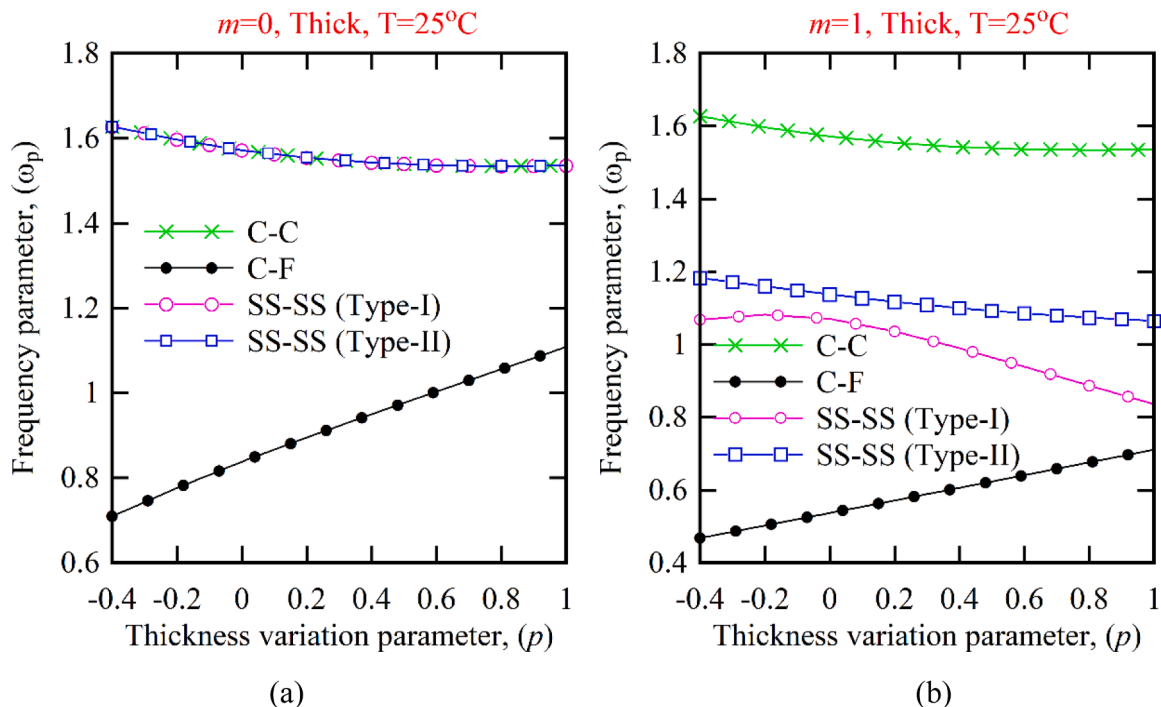 m=0, Thick, T=25°C
Frequency parameter, (ωp)
1.8
1.6
1.4
1.2
1
0.8
0.6
C-C
C-F
SS-SS (Type-I)
SS-SS (Type-II)
-0.4 -0.2 0 0.2 0.4 0.6 0.8 1
Thickness variation parameter, (p)
(a)
m=1, Thick, T=25°C
Frequency parameter, (ωp)
1.8
1.6
1.4
1.2
1
0.8
0.6
0.4
C-C
C-F
SS-SS (Type-I)
SS-SS (Type-II)
-0.4 -0.2 0 0.2 0.4 0.6 0.8 1
Thickness variation parameter, (p)
(b)